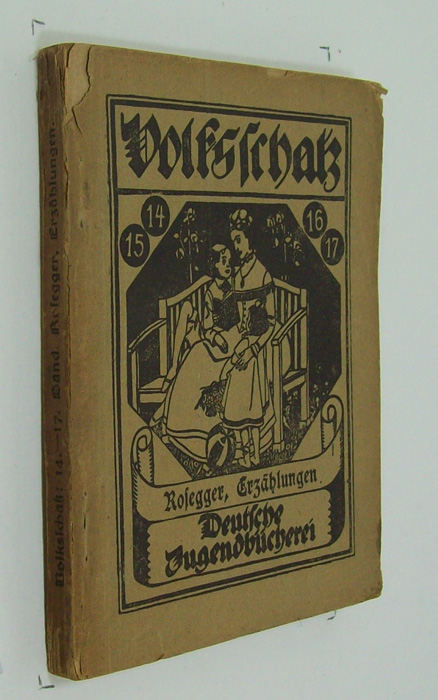 Volksschatz
14
15
16
17
Rosegger, Erzählungen
Deutsche
Jugendbücherei
Volksschatz: 14.–17. Band. Rosegger, Erzählungen.